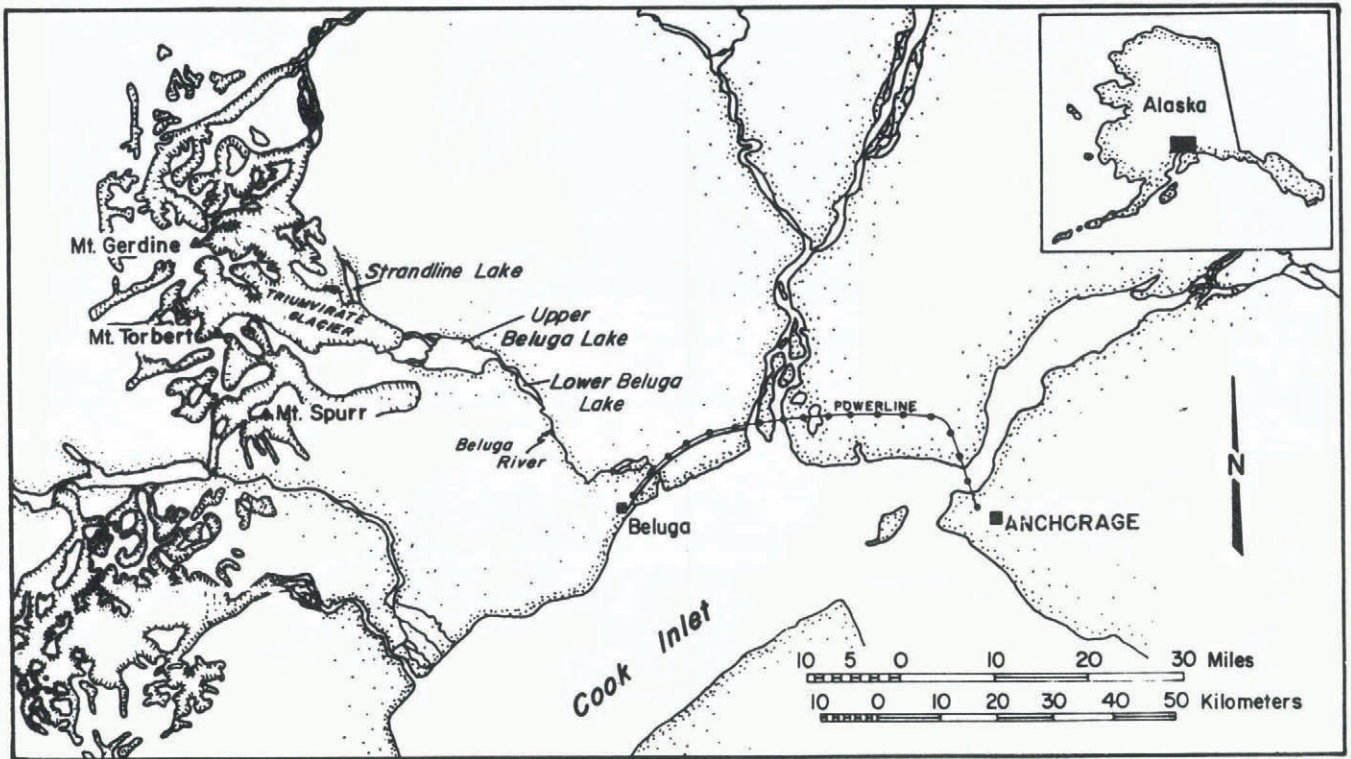 Alaska
Mt. Gerdine
Strandline Lake
TRIUMVIRATE
GLACIER
Upper
Beluga Lake
Mt. Torbert
Lower Beluga
Lake
Mt. Spurr
POWERLINE
Beluga
River
N
Beluga
ANCHORAGE
Cook Inlet
10 5 0 10 20 30 Miles
10 0 10 20 30 40 50 Kilometers